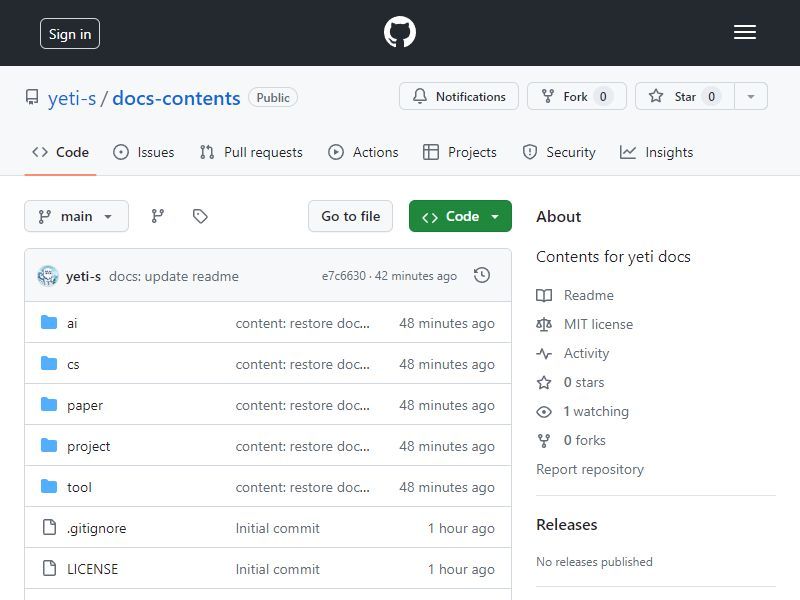 Sign in
yeti-s / docs-contents Public
Notifications
Fork 0
Star 0
Code
Issues
Pull requests
Actions
Projects
Security
Insights
main
Go to file
Code
yeti-s docs: update readme e7c6630 · 42 minutes ago
ai content: restore doc... 48 minutes ago
cs content: restore doc... 48 minutes ago
paper content: restore doc... 48 minutes ago
project content: restore doc... 48 minutes ago
tool content: restore doc... 48 minutes ago
.gitignore Initial commit 1 hour ago
LICENSE Initial commit 1 hour ago
About
Contents for yeti docs
Readme
MIT license
Activity
0 stars
1 watching
0 forks
Report repository
Releases
No releases published